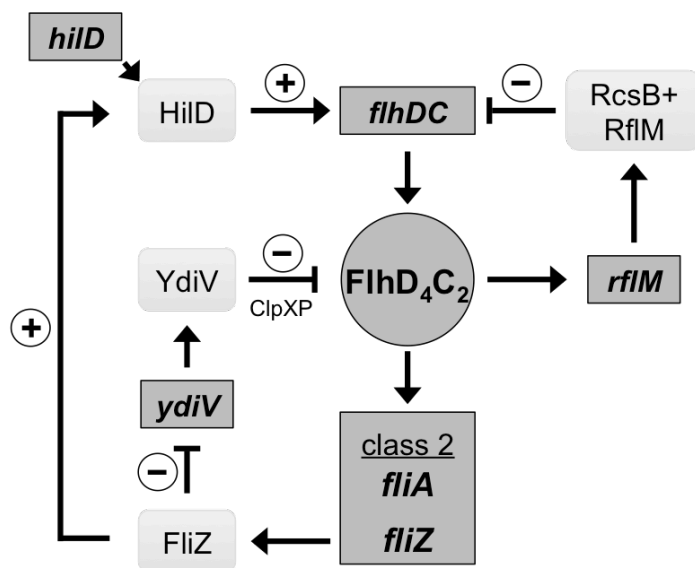 hilD
HilD
+
flhDC
−
RcsB+
RflM
YdiV
−
ClpXP
FlhD₄C₂
rflM
+
ydiV
class 2
fliA
fliZ
−
FliZ